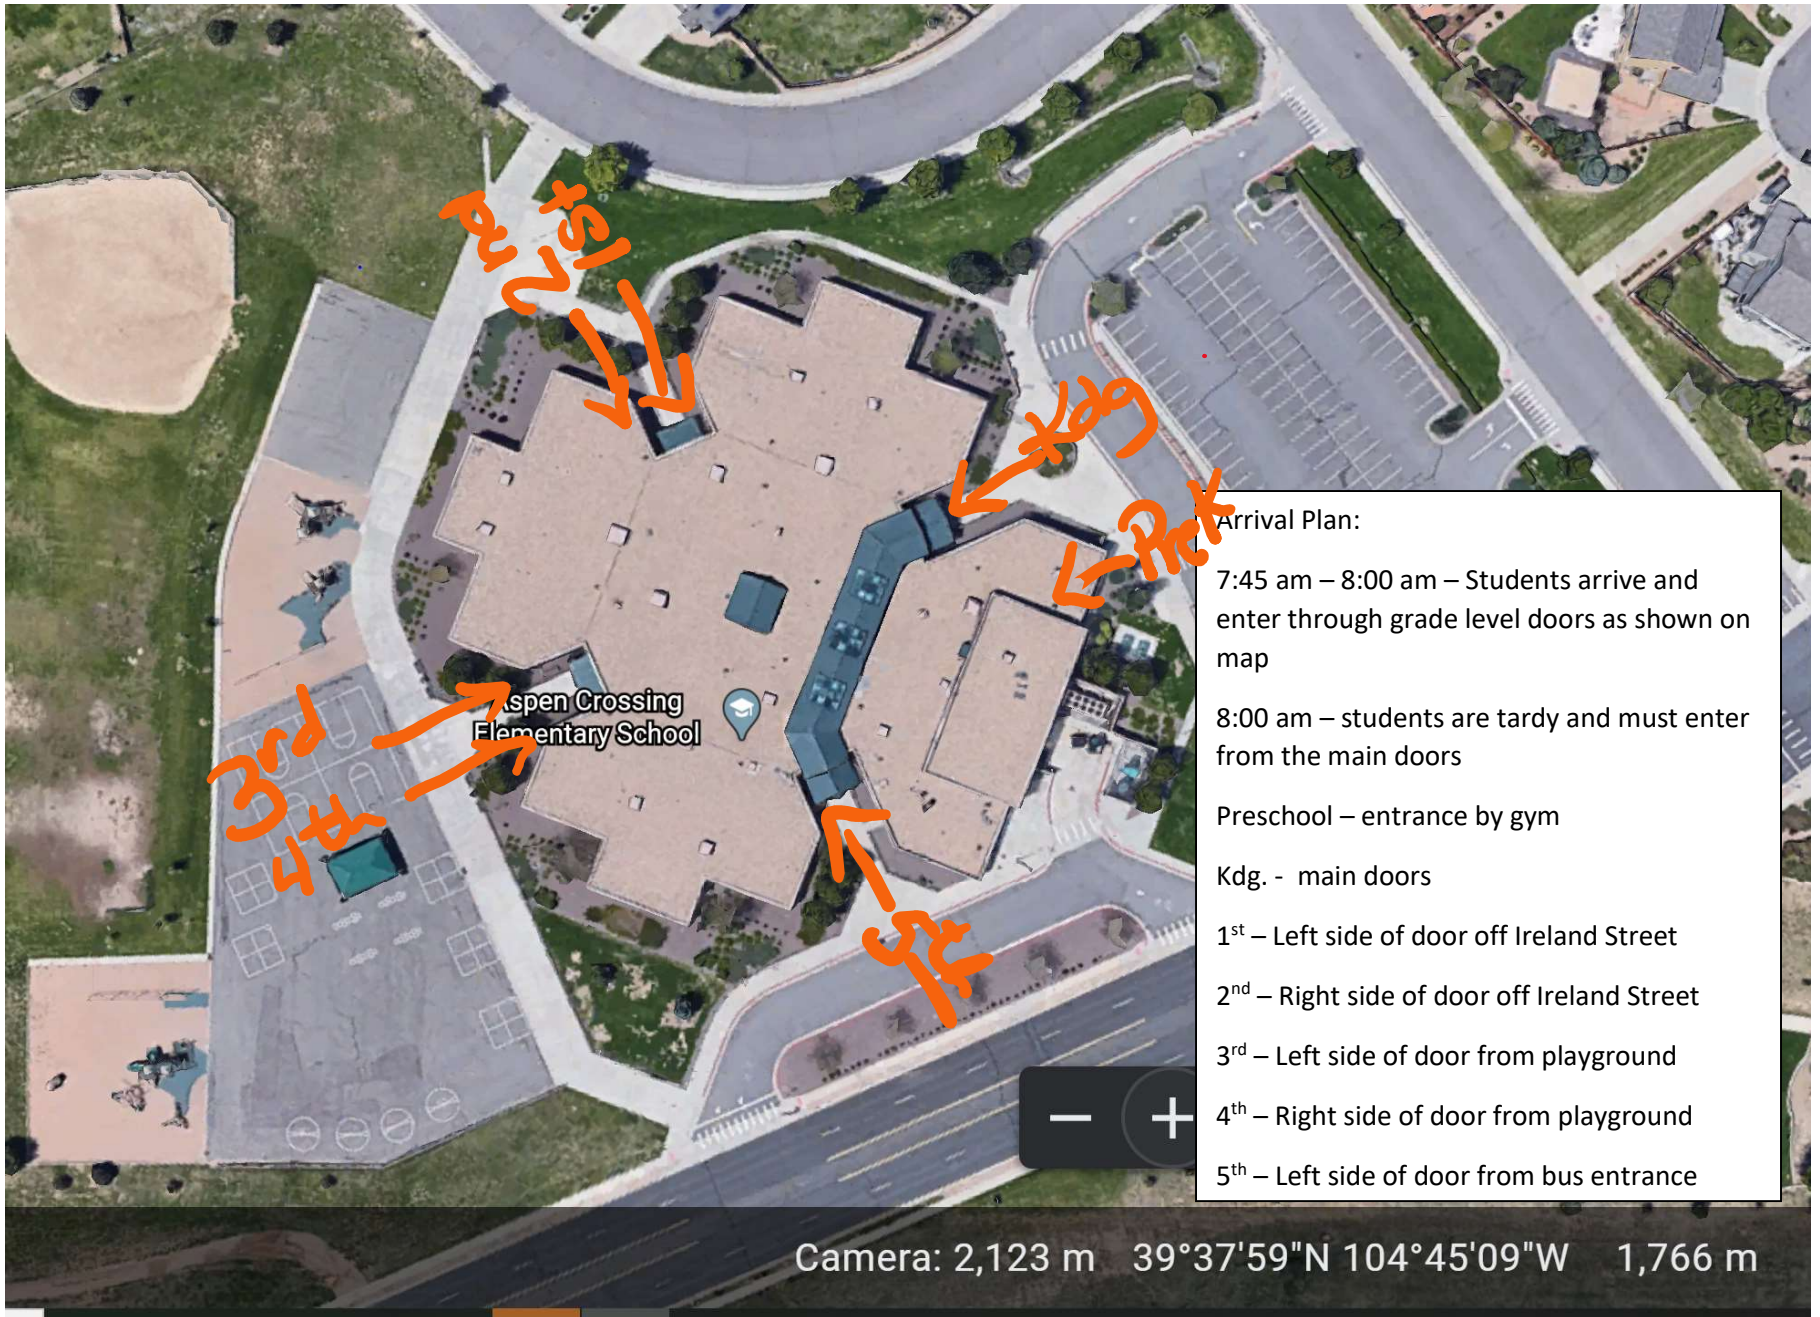 1st
2nd
Kdg
PreK
3rd
4th
5th
Aspen Crossing
Elementary School
Arrival Plan:
7:45 am – 8:00 am – Students arrive and
enter through grade level doors as shown on
map
8:00 am – students are tardy and must enter
from the main doors
Preschool – entrance by gym
Kdg. - main doors
1st – Left side of door off Ireland Street
2nd – Right side of door off Ireland Street
3rd – Left side of door from playground
4th – Right side of door from playground
5th – Left side of door from bus entrance
Camera: 2,123 m 39°37'59"N 104°45'09"W 1,766 m